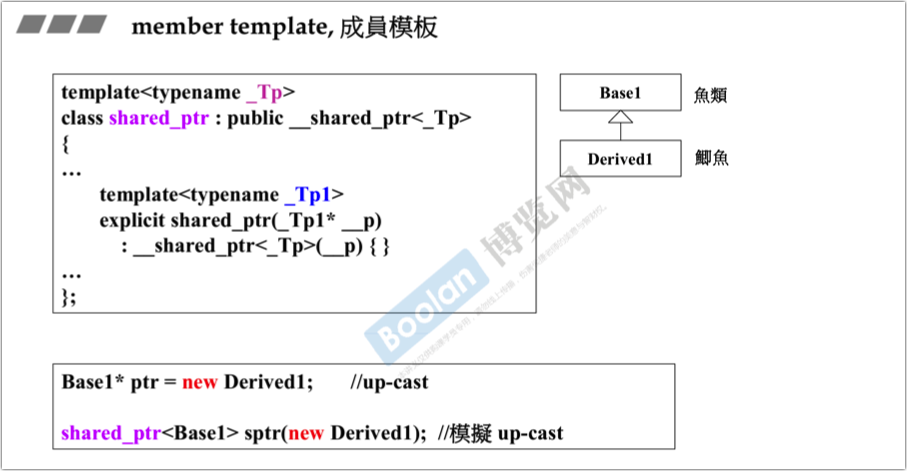 member template, 成員模板
template<typename _Tp>
class shared_ptr : public __shared_ptr<_Tp>
{
...
template<typename _Tp1>
explicit shared_ptr(_Tp1* __p)
: __shared_ptr<_Tp>(__p) { }
...
};
Base1
魚類
Derived1
鯽魚
Boolan 博览网
Base1* ptr = new Derived1; //up-cast
shared_ptr<Base1> sptr(new Derived1); //模擬 up-cast